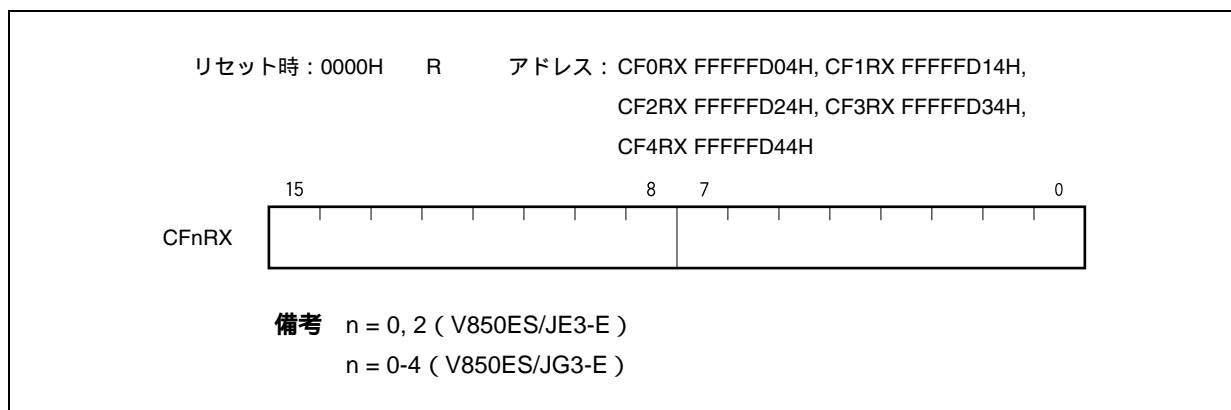 リセット時：0000H R アドレス：CF0RX FFFFFD04H, CF1RX FFFFFD14H,
CF2RX FFFFFD24H, CF3RX FFFFFD34H,
CF4RX FFFFFD44H
15 8 7 0
CFnRX
備考 n = 0, 2（V850ES/JE3-E）
n = 0-4（V850ES/JG3-E）